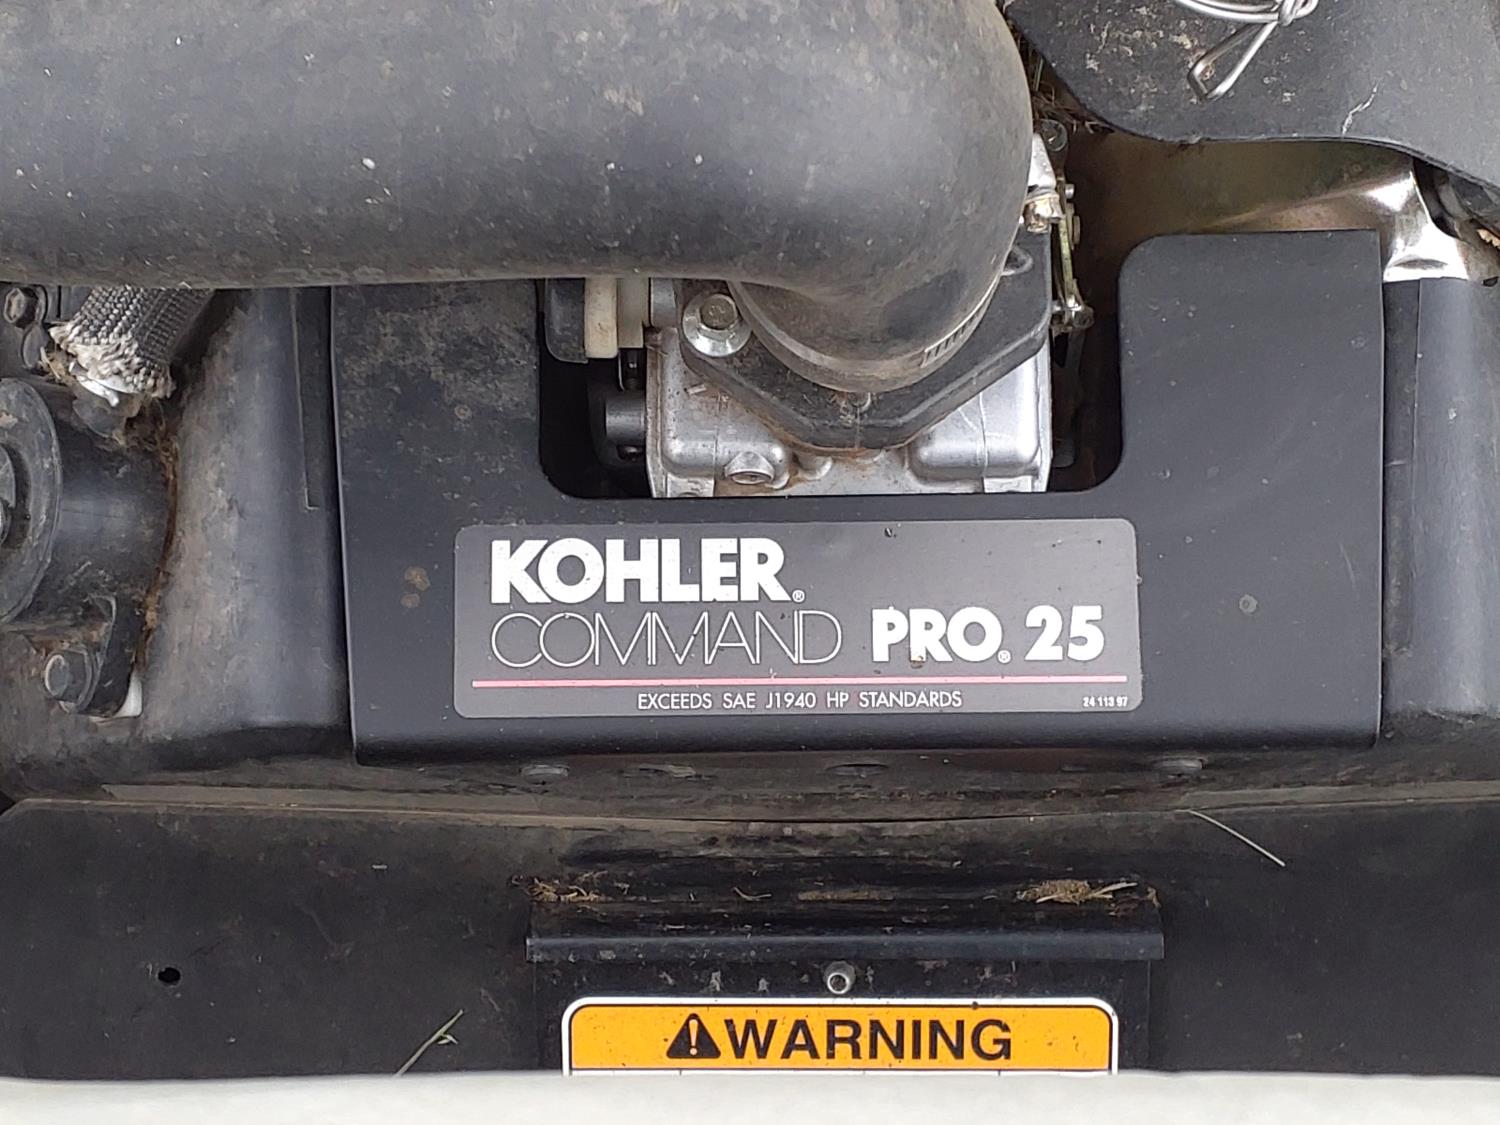 KOHLER®
COMMAND PRO® 25
EXCEEDS SAE J1940 HP STANDARDS
24 113 97
WARNING